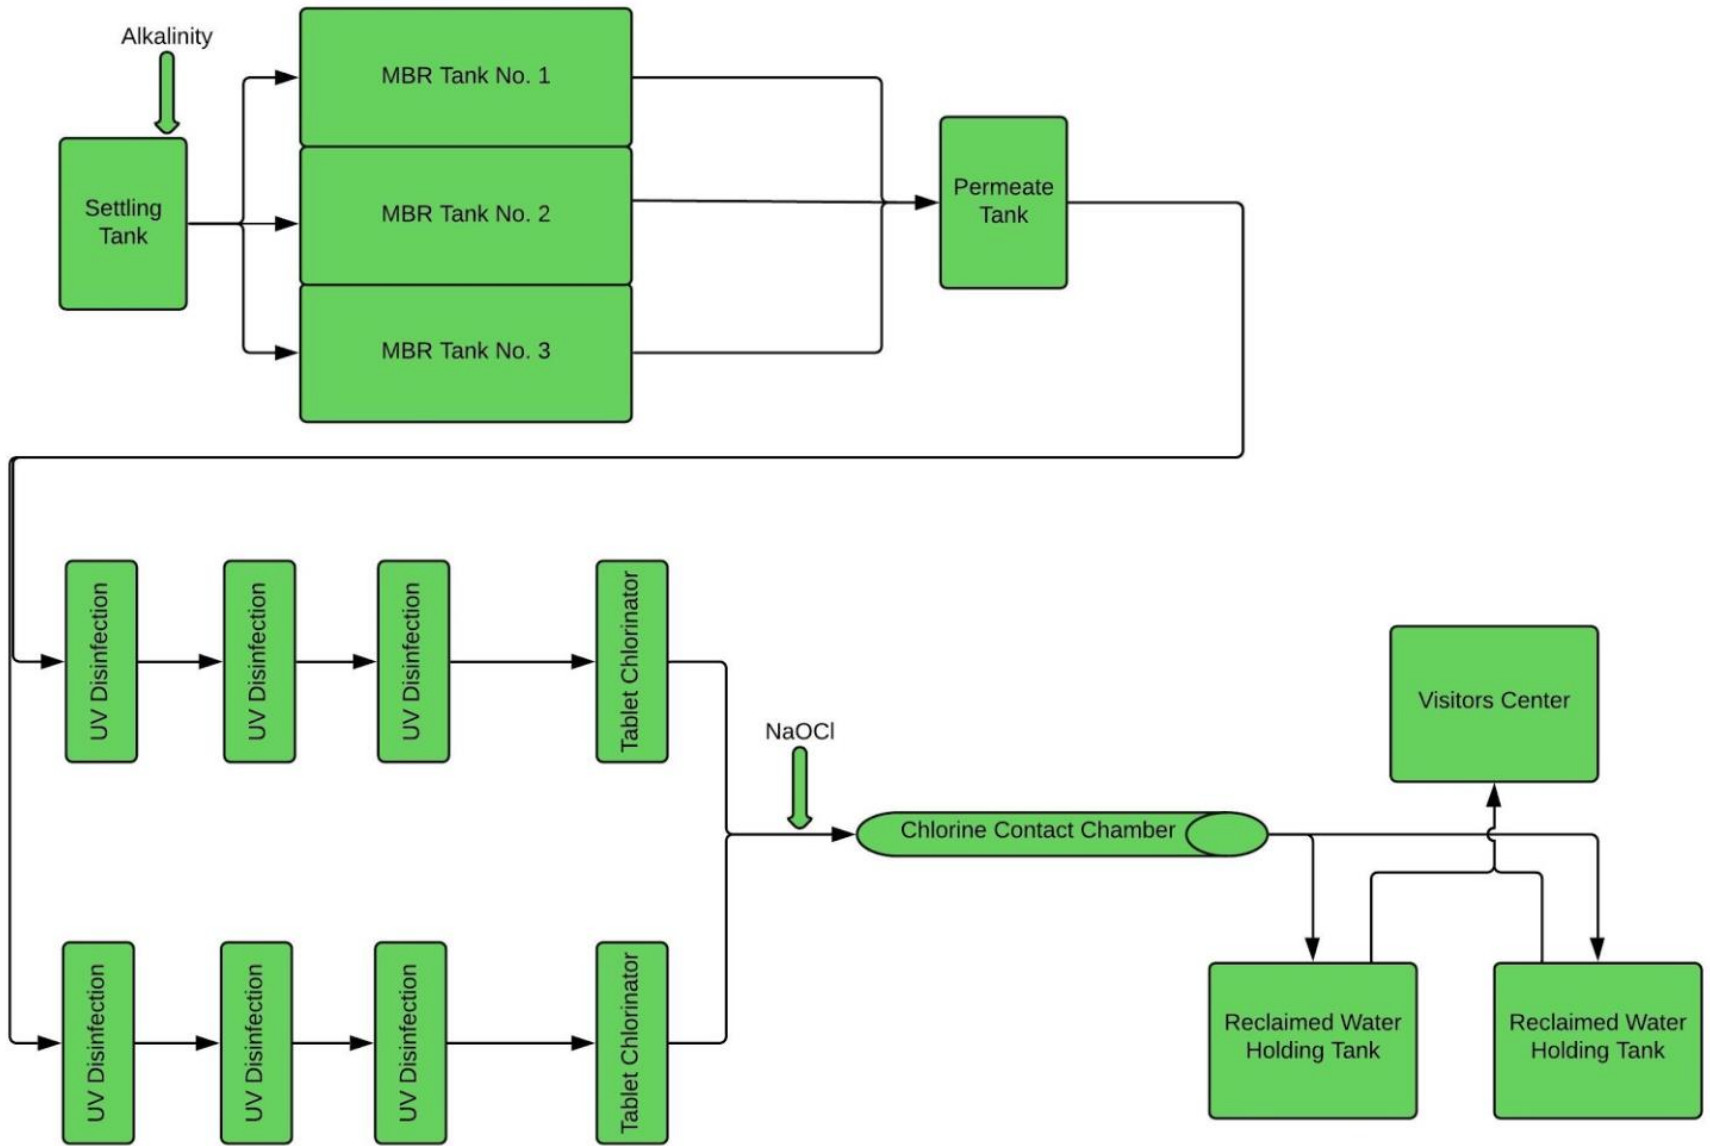 Alkalinity
MBR Tank No. 1
Settling
Tank
MBR Tank No. 2
Permeate
Tank
MBR Tank No. 3
UV Disinfection
UV Disinfection
UV Disinfection
Tablet Chlorinator
NaOCl
Visitors Center
Chlorine Contact Chamber
UV Disinfection
UV Disinfection
UV Disinfection
Tablet Chlorinator
Reclaimed Water
Holding Tank
Reclaimed Water
Holding Tank